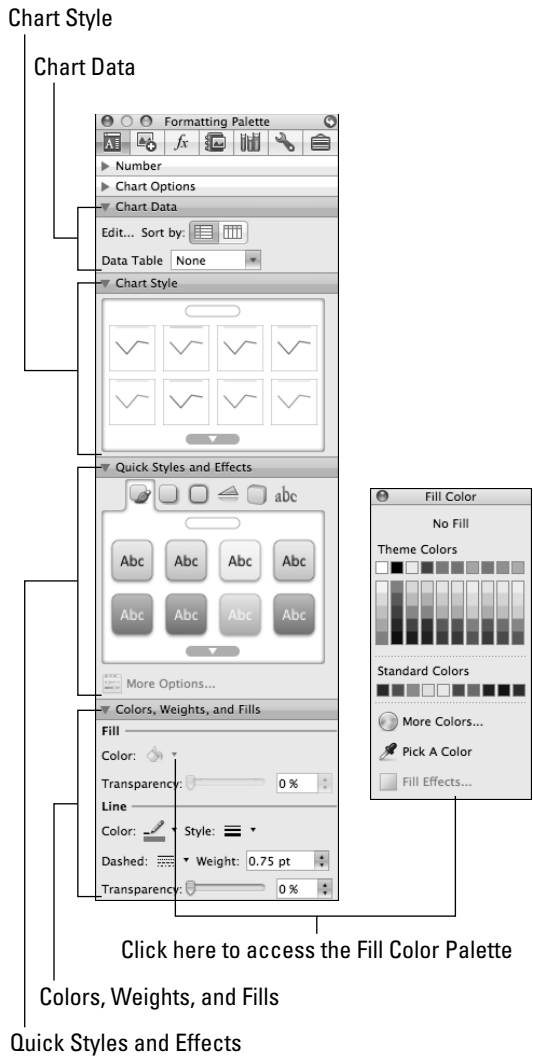 Chart Style
Chart Data
Formatting Palette
fx
Number
Chart Options
Chart Data
Edit... Sort by:
Data Table None
Chart Style
Quick Styles and Effects
abc
Abc Abc Abc Abc
Abc Abc Abc Abc
More Options...
Colors, Weights, and Fills
Fill
Color:
Transparency: 0 %
Line
Color: Style:
Dashed: Weight: 0.75 pt
Transparency: 0 %
Fill Color
No Fill
Theme Colors
Standard Colors
More Colors...
Pick A Color
Fill Effects...
Click here to access the Fill Color Palette
Colors, Weights, and Fills
Quick Styles and Effects